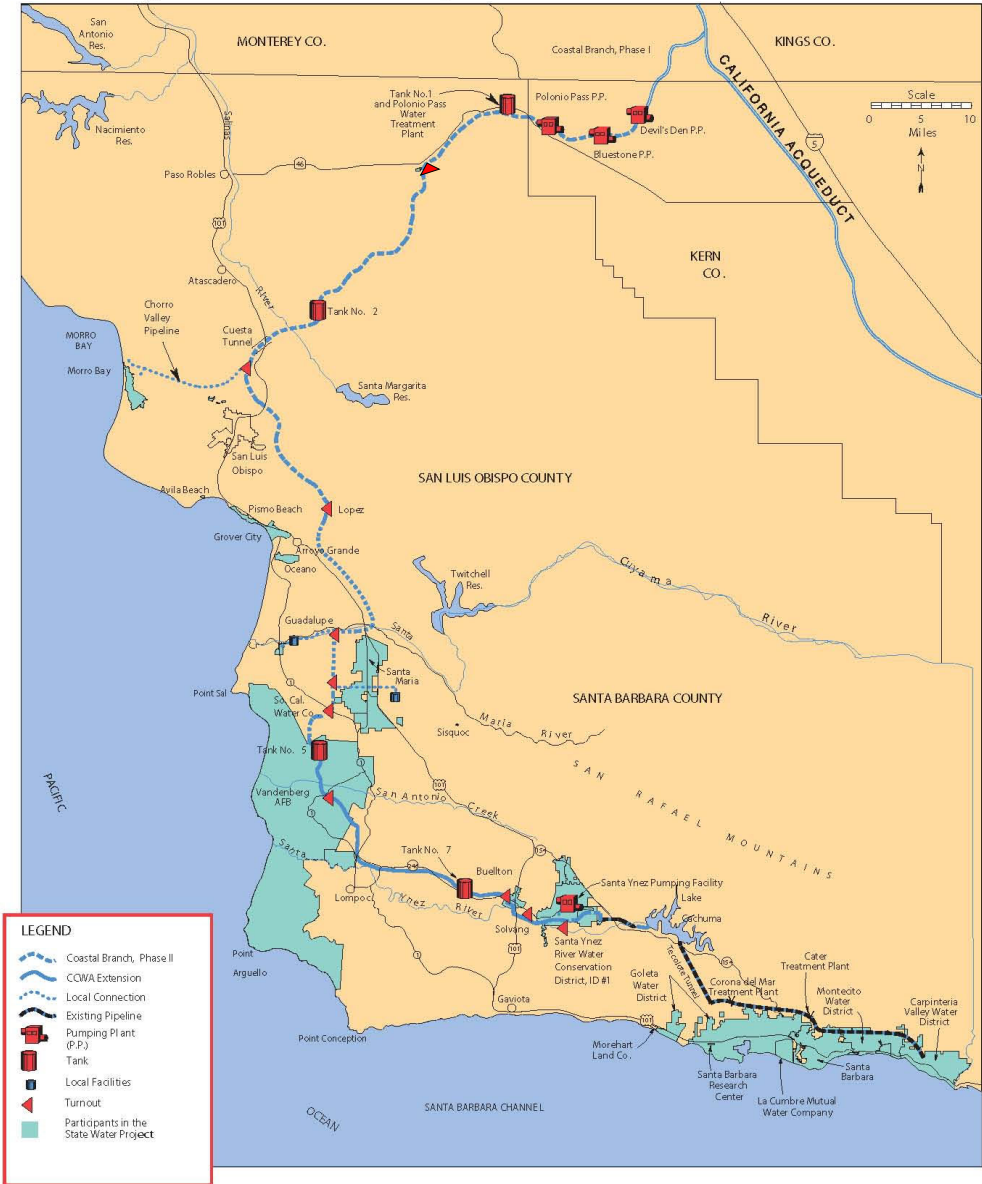 San
Antonio
Res.
MONTEREY CO.
Coastal Branch, Phase I
KINGS CO.
CALIFORNIA AQUEDUCT
Scale
0 5 10
Miles
N
5
Nacimiento
Res.
Salinas
River
Tank No.1
and Polonio Pass
Water
Treatment
Plant
Polonio Pass P.P.
Devil's Den P.P.
Bluestone P.P.
46
Paso Robles
101
KERN
CO.
Atascadero
Tank No. 2
Chorro
Valley
Pipeline
Cuesta
Tunnel
MORRO
BAY
Morro Bay
Santa Margarita
Res.
San Luis
Obispo
SAN LUIS OBISPO COUNTY
Avila Beach
Pismo Beach
Lopez
Grover City
Arroyo Grande
Oceano
Twitchell
Res.
Cuyama
River
Guadalupe
Santa
Maria
River
1
Santa
Maria
Point Sal
So. Cal.
Water Co.
SANTA BARBARA COUNTY
Sisquoc
Tank No. 5
SAN
RAFAEL MOUNTAINS
PACIFIC
OCEAN
Vandenberg
AFB
1
1
San Antonio
Creek
101
154
Santa
Ynez
River
246
Tank No. 7
Buellton
Santa Ynez Pumping Facility
Lake
Cachuma
Lompoc
Solvang
101
Santa Ynez
River Water
Conservation
District, ID #1
1
Tecolote Tunnel
154
Cater
Treatment Plant
Goleta
Water
District
Corona del Mar
Treatment Plant
Montecito
Water
District
Carpinteria
Valley Water
District
Point
Arguello
Gaviota
101
Point Conception
Morehart
Land Co.
Santa Barbara
Research
Center
Santa
Barbara
La Cumbre Mutual
Water Company
SANTA BARBARA CHANNEL
LEGEND
Coastal Branch, Phase II
CCWA Extension
Local Connection
Existing Pipeline
Pumping Plant
(P.P.)
Tank
Local Facilities
Turnout
Participants in the
State Water Project